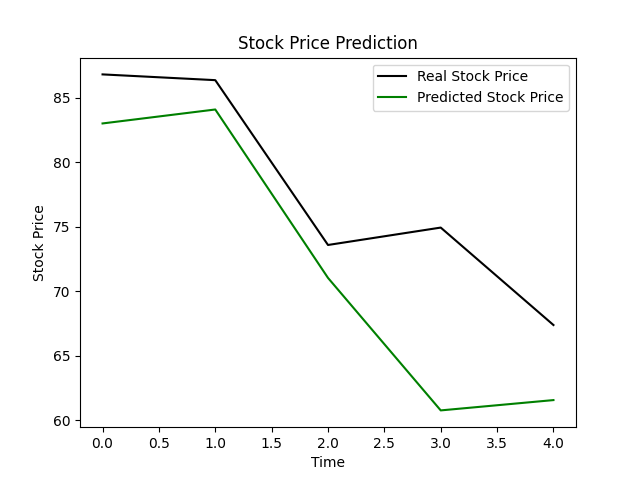 Stock Price Prediction
Real Stock Price
Predicted Stock Price
Stock Price
85
80
75
70
65
60
0.0 0.5 1.0 1.5 2.0 2.5 3.0 3.5 4.0
Time